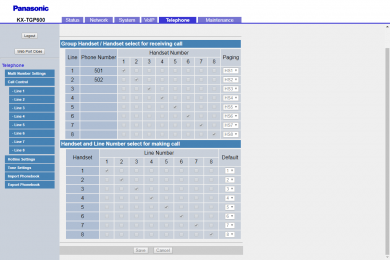 Panasonic
KX-TGP600
Status Network System VoIP Telephone Maintenance
Logout
Web Port Close
Telephone
Multi Number Settings
Call Control
- Line 1
- Line 2
- Line 3
- Line 4
- Line 5
- Line 6
- Line 7
- Line 8
Hotline Settings
Tone Settings
Import Phonebook
Export Phonebook
Group Handset / Handset select for receiving call
Line Phone Number Handset Number Paging
1 2 3 4 5 6 7 8
1 501 HS1
2 502 HS2
3 HS3
4 HS4
5 HS5
6 HS6
7 HS7
8 HS8
Handset and Line Number select for making call
Handset Line Number Default
1 2 3 4 5 6 7 8
1 1
2 2
3 3
4 4
5 5
6 6
7 7
8 8
Save Cancel